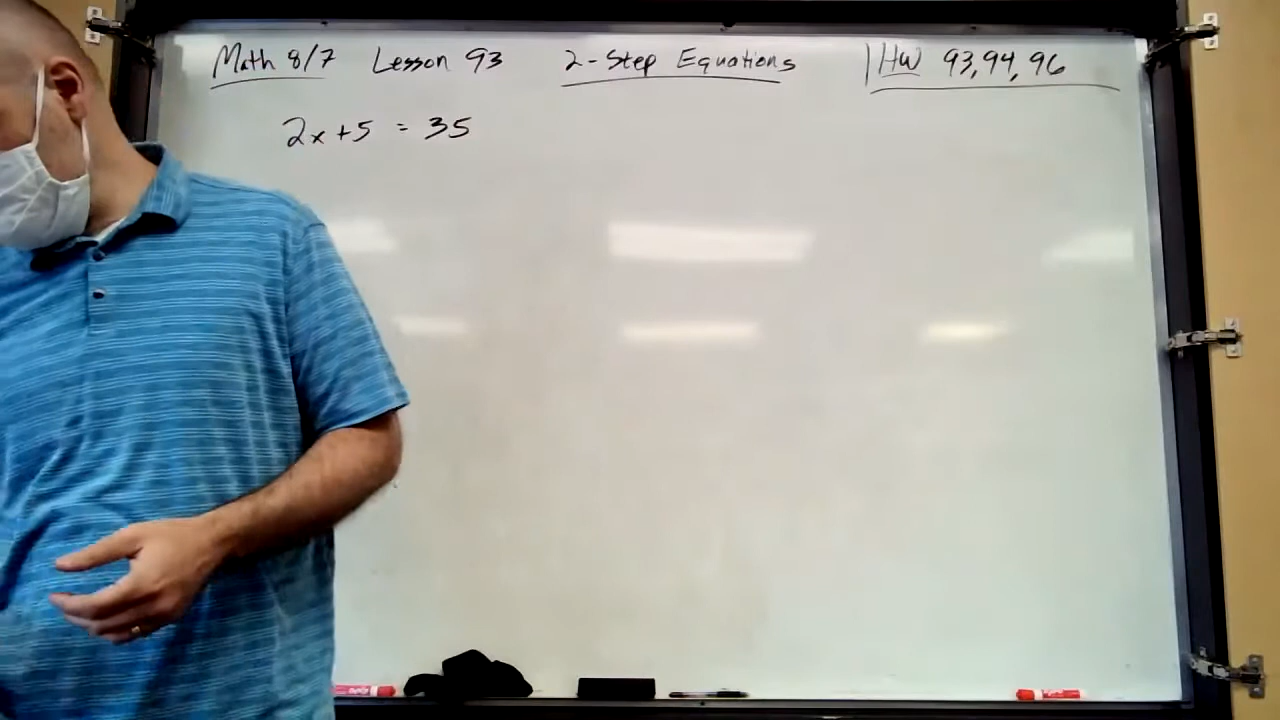 Math 8/7 Lesson 93 2-Step Equations HW 93, 94, 96
2x + 5 = 35